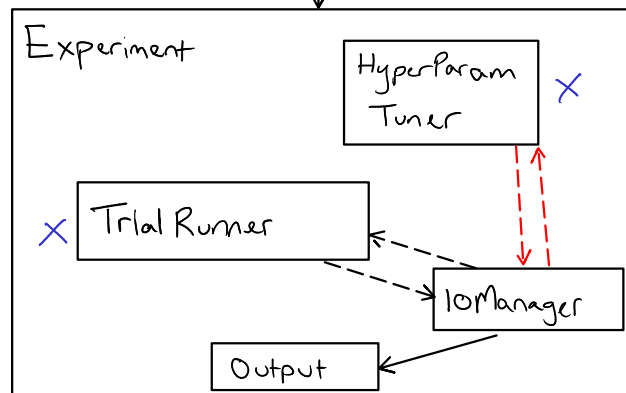 Experiment
HyperParam
Tuner
X
Trial Runner
X
IOManager
Output